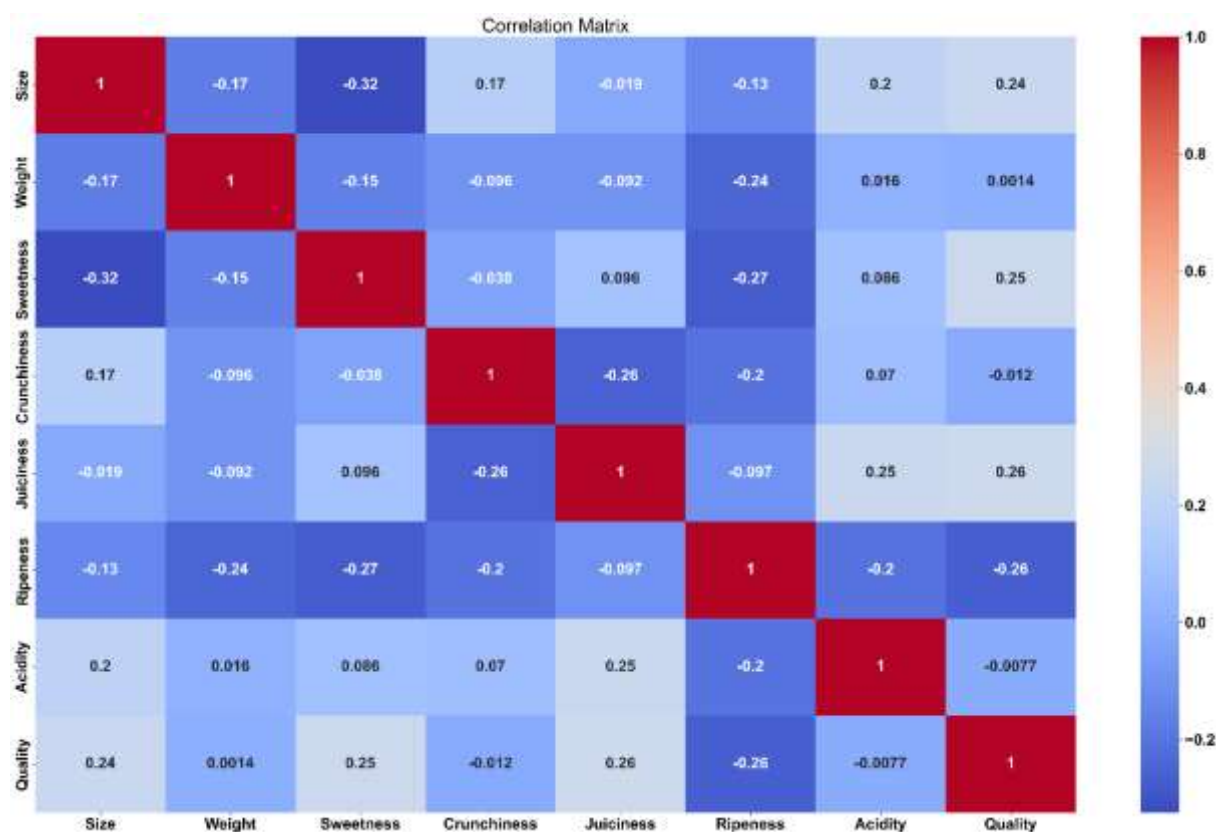 Correlation Matrix
Size 1 -0.17 -0.32 0.17 -0.019 -0.13 0.2 0.24
Weight -0.17 1 -0.15 -0.096 -0.092 -0.24 0.016 0.0014
Sweetness -0.32 -0.15 1 -0.038 0.096 -0.27 0.086 0.25
Crunchiness 0.17 -0.096 -0.038 1 -0.26 -0.2 0.07 -0.012
Juiciness -0.019 -0.092 0.096 -0.26 1 -0.097 0.25 0.26
Ripeness -0.13 -0.24 -0.27 -0.2 -0.097 1 -0.2 -0.26
Acidity 0.2 0.016 0.086 0.07 0.25 -0.2 1 -0.0077
Quality 0.24 0.0014 0.25 -0.012 0.26 -0.26 -0.0077 1
Size Weight Sweetness Crunchiness Juiciness Ripeness Acidity Quality
1.0
0.8
0.6
0.4
0.2
0.0
−0.2